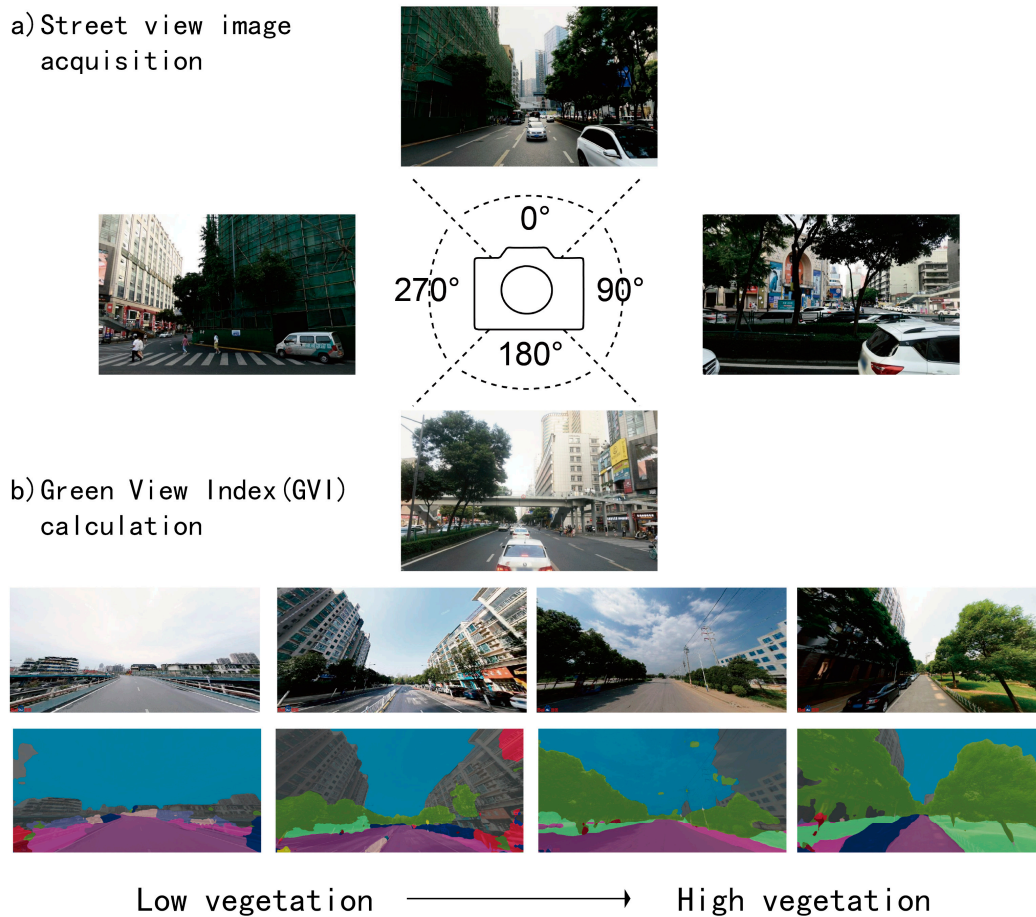 a)Street view image
acquisition
0°
270°
90°
180°
b)Green View Index(GVI)
calculation
Low vegetation
High vegetation